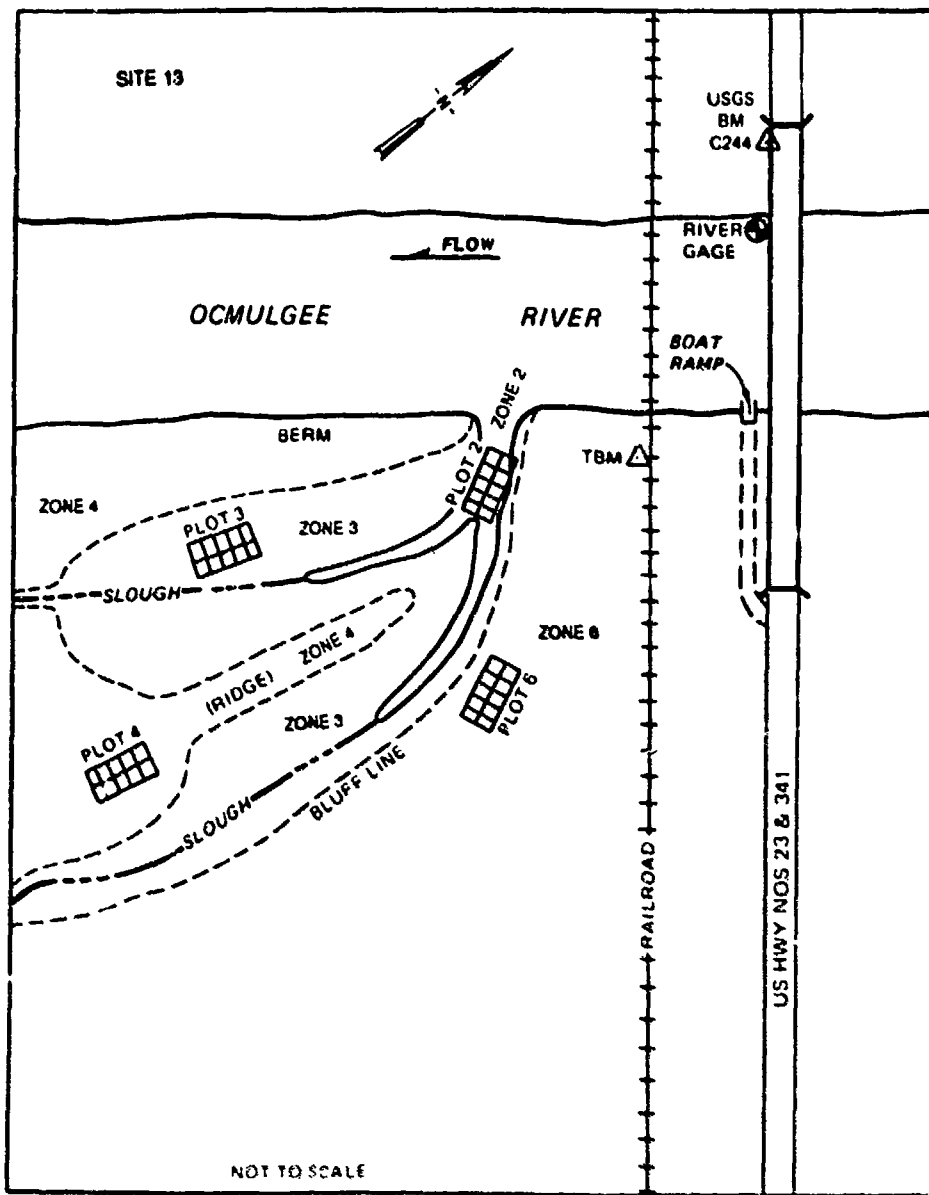 SITE 13
N
USGS
BM
C244
RIVER
GAGE
FLOW
OCMULGEE RIVER
BOAT
RAMP
ZONE 2
BERM
TBM
PLOT 2
ZONE 4
PLOT 3
ZONE 3
SLOUGH
ZONE 6
ZONE 4
(RIDGE)
PLOT 6
ZONE 3
PLOT 4
BLUFF LINE
SLOUGH
RAILROAD
US HWY NOS 23 & 341
NOT TO SCALE